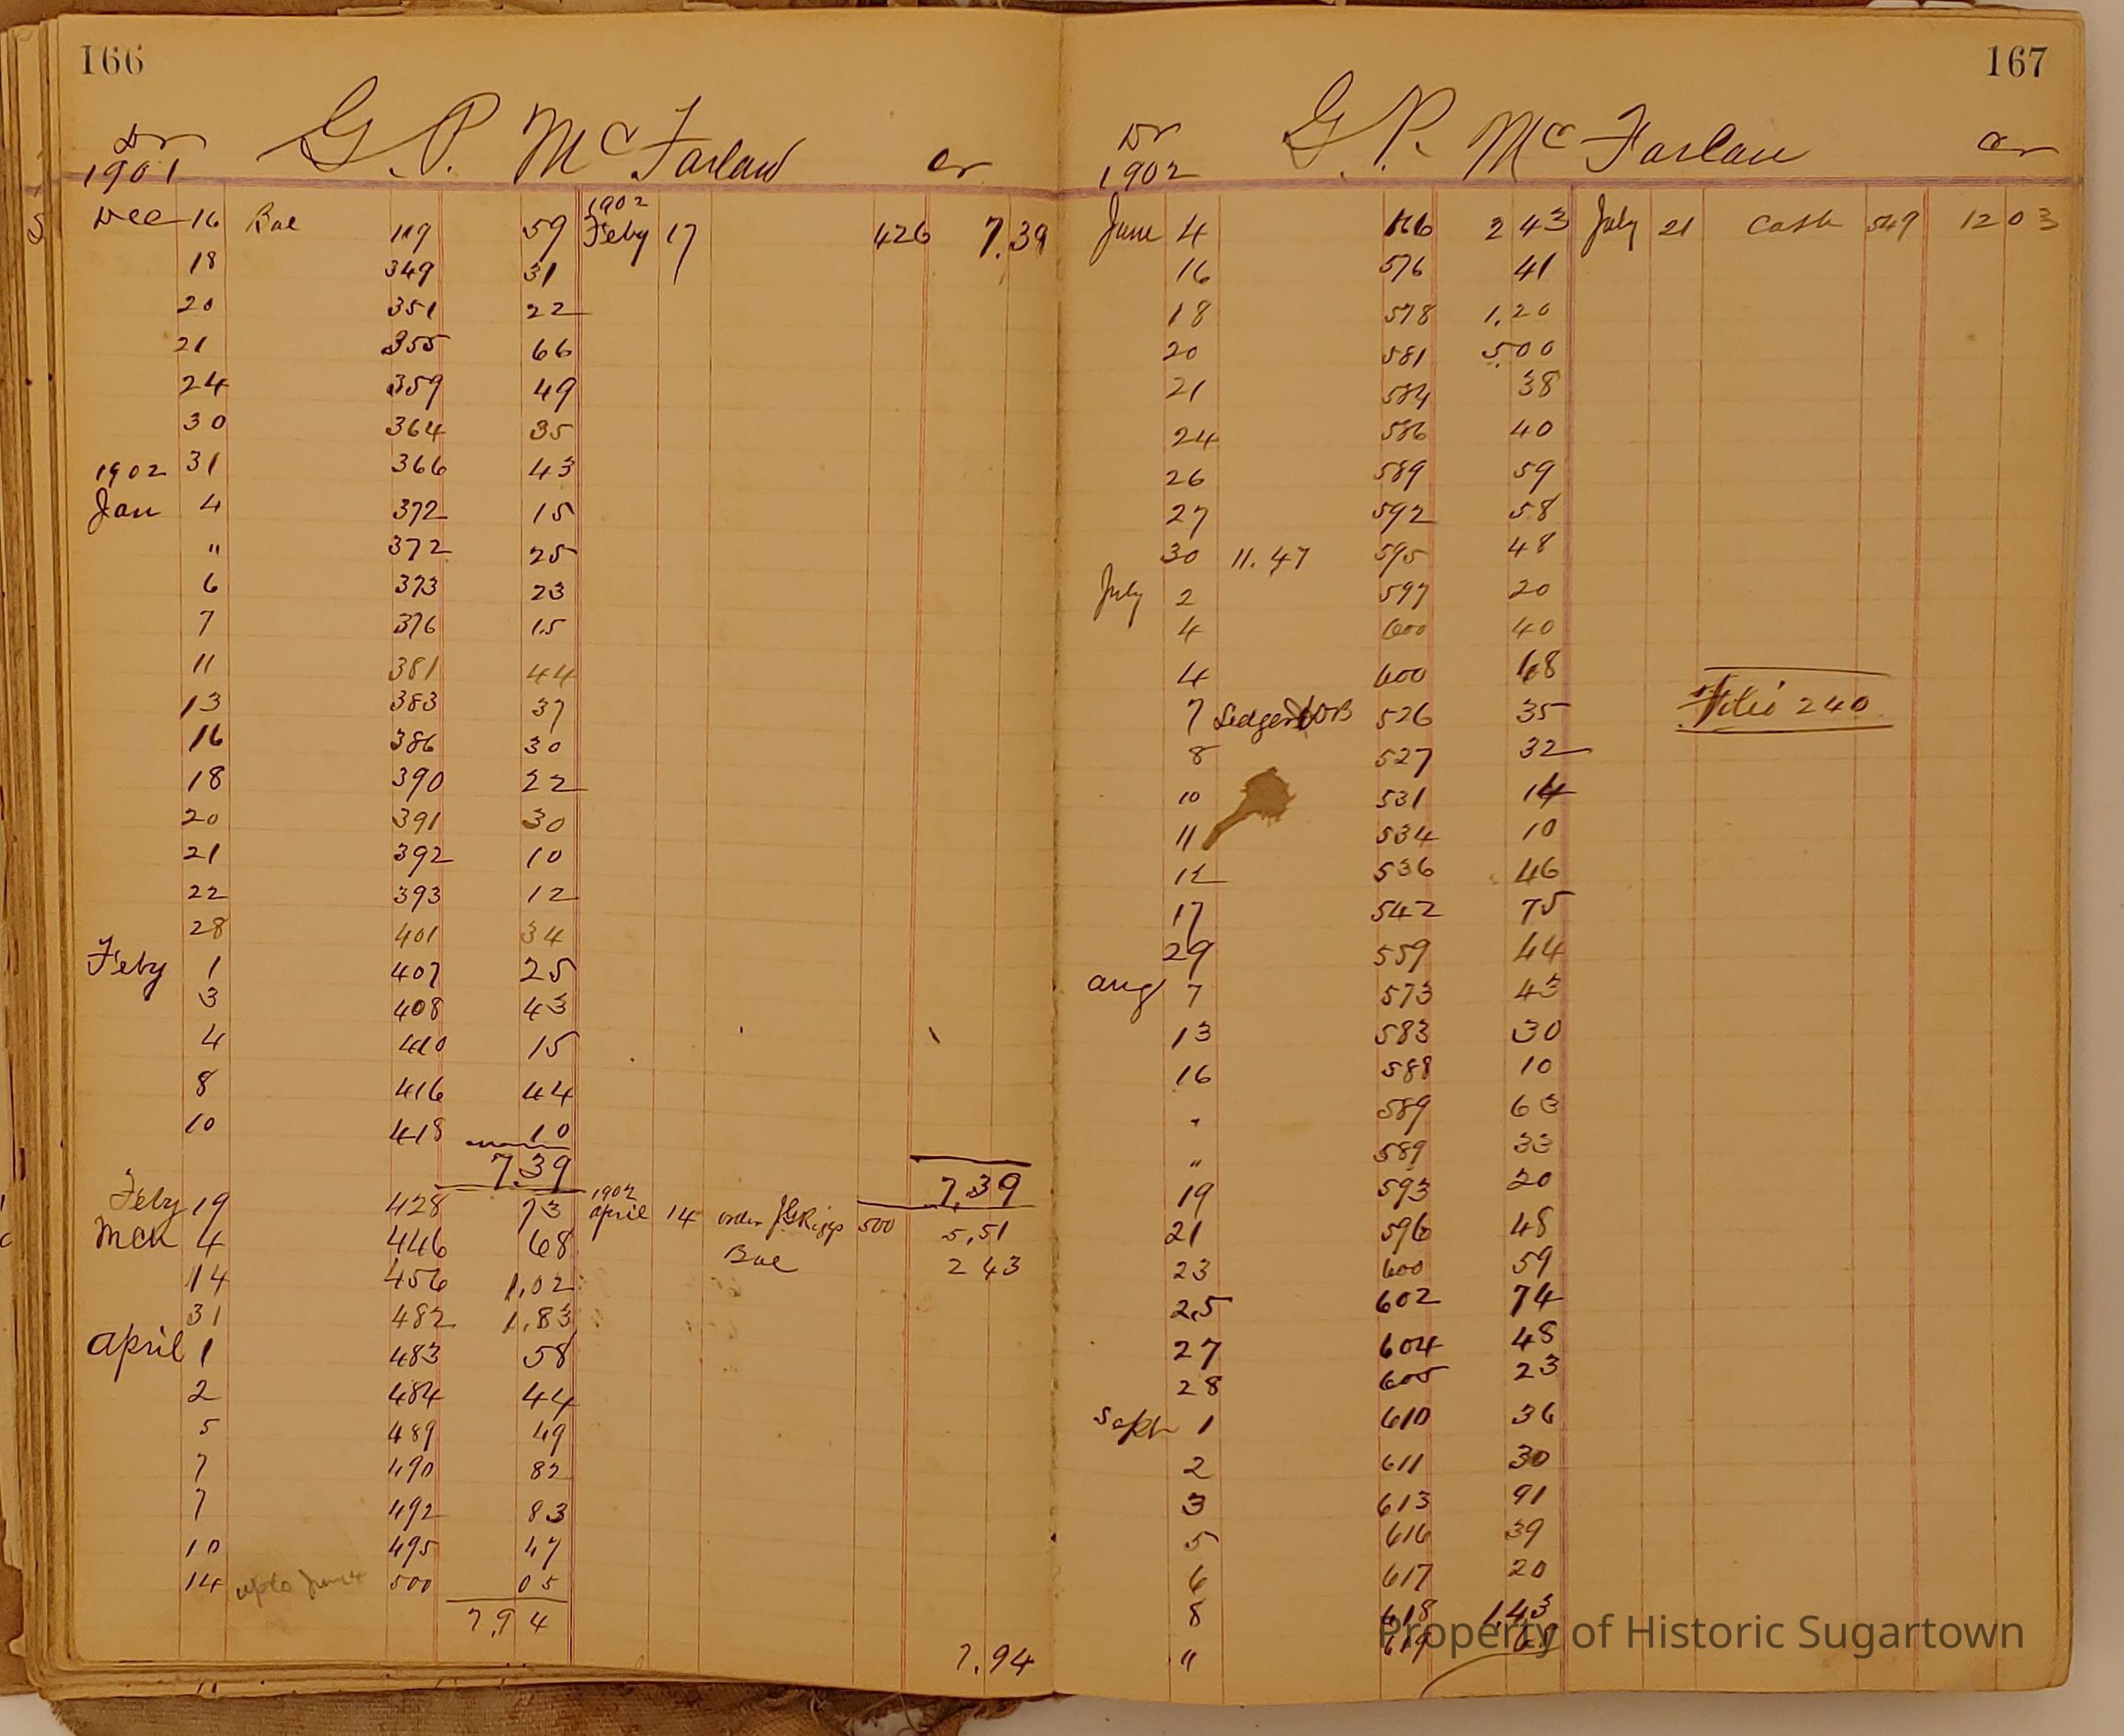 166
Dr G. P. McFarlaw Cr
1901
1902
Dec 16 Bal 119 59 Feby 17 426 7.39
18 349 31
20 351 22
21 355 66
24 359 49
30 364 35
1902 31 366 43
Jan 4 372 15
" 372 25
6 373 23
7 376 15
11 381 44
13 383 37
16 386 30
18 390 22
20 391 30
21 392 10
22 393 12
28 401 34
Feby 1 407 25
3 408 43
4 410 15
8 416 44
10 418 10
7.39 7.39
Feby 19 428 73 1902 April 14 order J G Riggs 500 5,51
Mch 4 446 68 Bal 2 43
14 456 1,02
31 482 1,83
April 1 483 58
2 484 44
5 489 49
7 490 82
7 492 83
10 495 47
14 up to June 4 500 05
7,94
7.94
167
Dr G. P. McFarlaw Cr
1902
June 4 166 2 43 July 21 Cash 549 12 03
16 576 41
18 578 1,20
20 581 5.00
21 584 38
24 586 40
26 589 59
27 592 58
30 11.47 595 48
July 2 597 20
4 600 40
4 600 68
7 Ledger 526 35 Folio 240
8 527 32
10 531 14
11 534 10
12 536 46
17 542 75
29 559 44
Aug 7 573 43
13 583 30
16 588 10
" 589 63
" 589 33
19 593 20
21 596 48
23 600 59
25 602 74
27 604 48
28 605 23
Sept 1 610 36
2 611 30
3 613 91
5 616 39
6 617 20
8 618 1,43
" 619
Property of Historic Sugartown